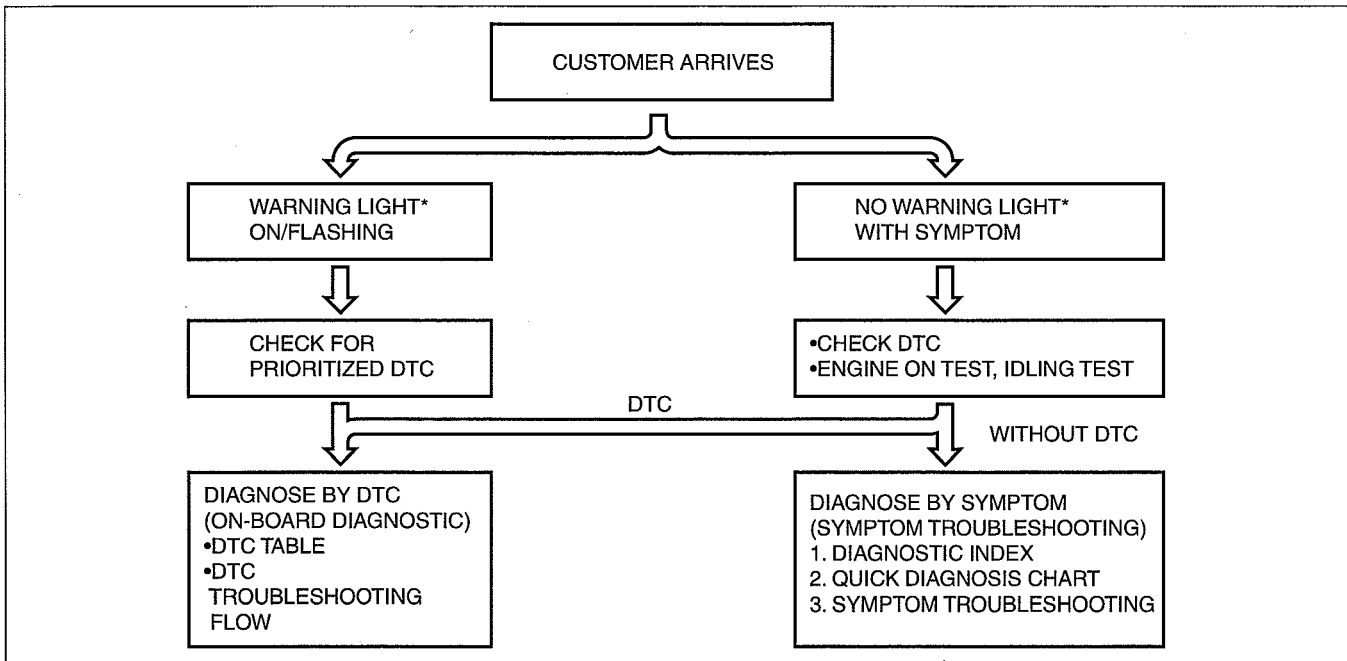 CUSTOMER ARRIVES
WARNING LIGHT*
ON/FLASHING
NO WARNING LIGHT*
WITH SYMPTOM
CHECK FOR
PRIORITIZED DTC
•CHECK DTC
•ENGINE ON TEST, IDLING TEST
DTC
WITHOUT DTC
DIAGNOSE BY DTC
(ON-BOARD DIAGNOSTIC)
•DTC TABLE
•DTC
TROUBLESHOOTING
FLOW
DIAGNOSE BY SYMPTOM
(SYMPTOM TROUBLESHOOTING)
1. DIAGNOSTIC INDEX
2. QUICK DIAGNOSIS CHART
3. SYMPTOM TROUBLESHOOTING